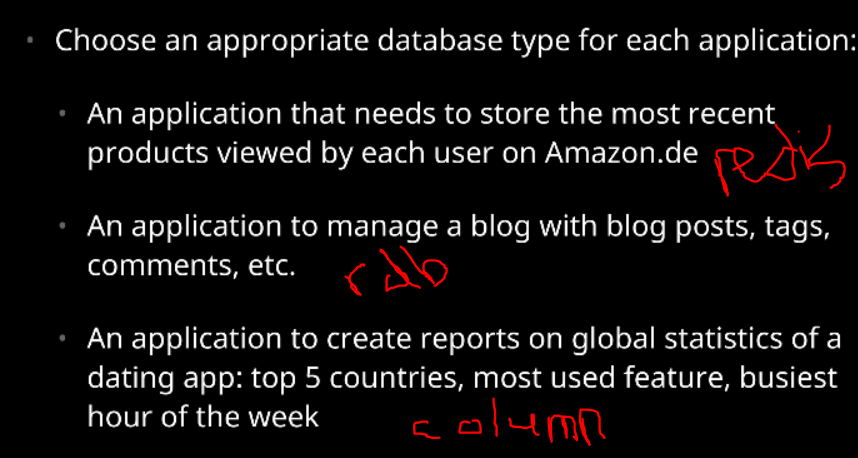 • Choose an appropriate database type for each application:
• An application that needs to store the most recent
products viewed by each user on Amazon.de redis
• An application to manage a blog with blog posts, tags,
comments, etc. rdb
• An application to create reports on global statistics of a
dating app: top 5 countries, most used feature, busiest
hour of the week column